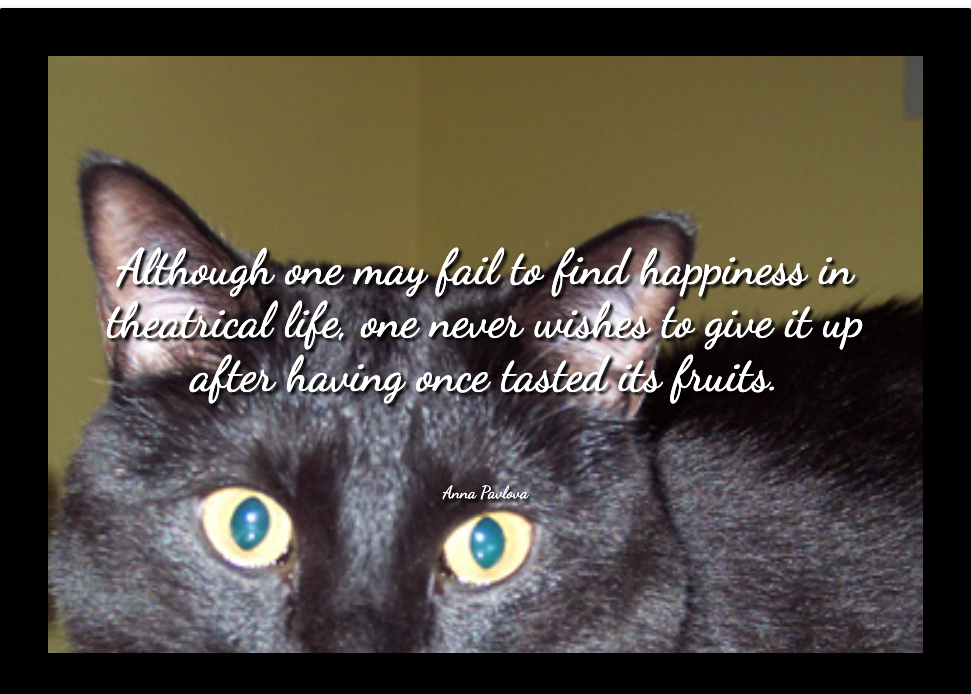 Although one may fail to find happiness in
theatrical life, one never wishes to give it up
after having once tasted its fruits.
Anna Pavlova